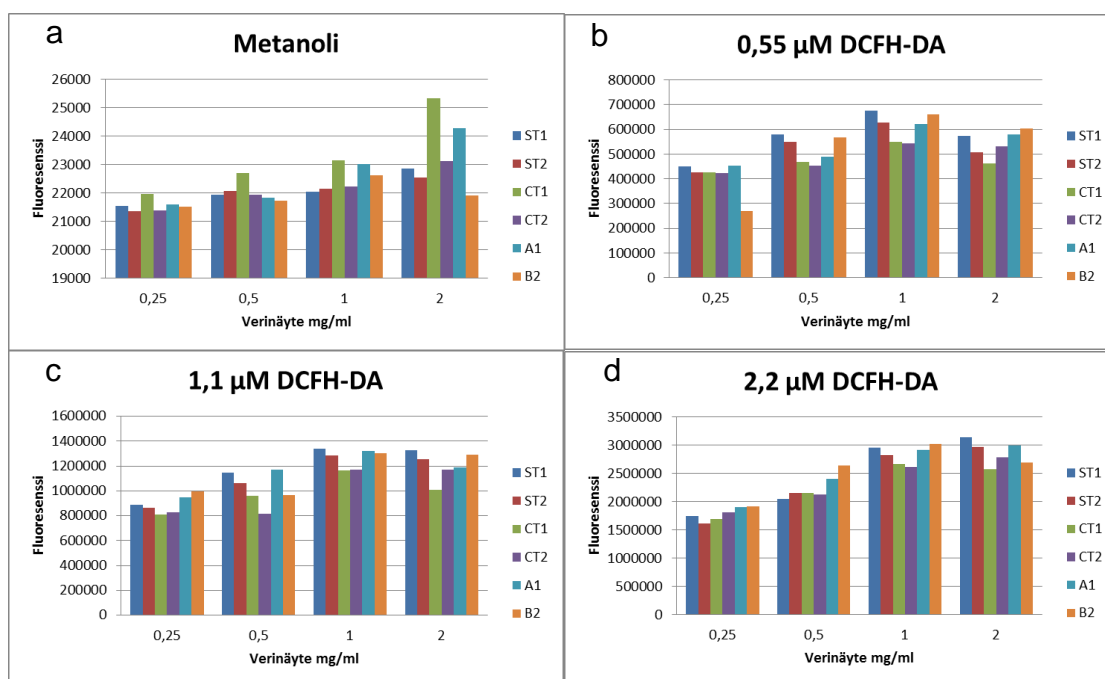 a
Metanoli
26000
25000
24000
23000
22000
21000
20000
19000
Fluoresenssi
0,25 0,5 1 2
Verinäyte mg/ml
ST1
ST2
CT1
CT2
A1
B2
b
0,55 µM DCFH-DA
800000
700000
600000
500000
400000
300000
200000
100000
0
Fluoresenssi
0,25 0,5 1 2
Verinäyte mg/ml
ST1
ST2
CT1
CT2
A1
B2
c
1,1 µM DCFH-DA
1600000
1400000
1200000
1000000
800000
600000
400000
200000
0
Fluoresenssi
0,25 0,5 1 2
Verinäyte mg/ml
ST1
ST2
CT1
CT2
A1
B2
d
2,2 µM DCFH-DA
3500000
3000000
2500000
2000000
1500000
1000000
500000
0
Fluoresenssi
0,25 0,5 1 2
Verinäyte mg/ml
ST1
ST2
CT1
CT2
A1
B2